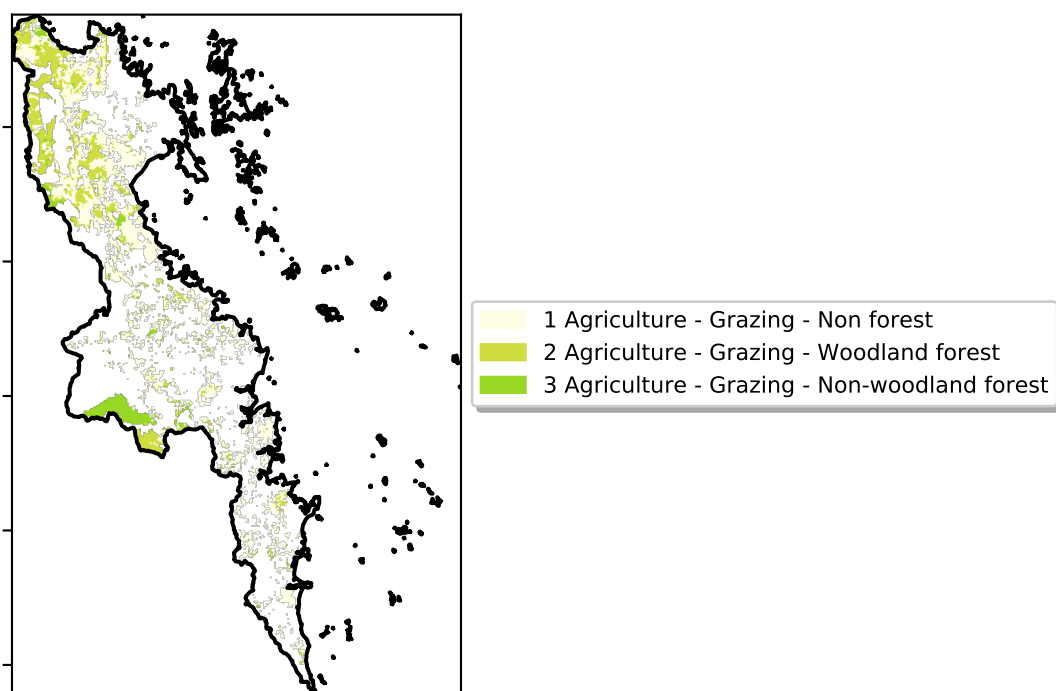 1 Agriculture - Grazing - Non forest
2 Agriculture - Grazing - Woodland forest
3 Agriculture - Grazing - Non-woodland forest